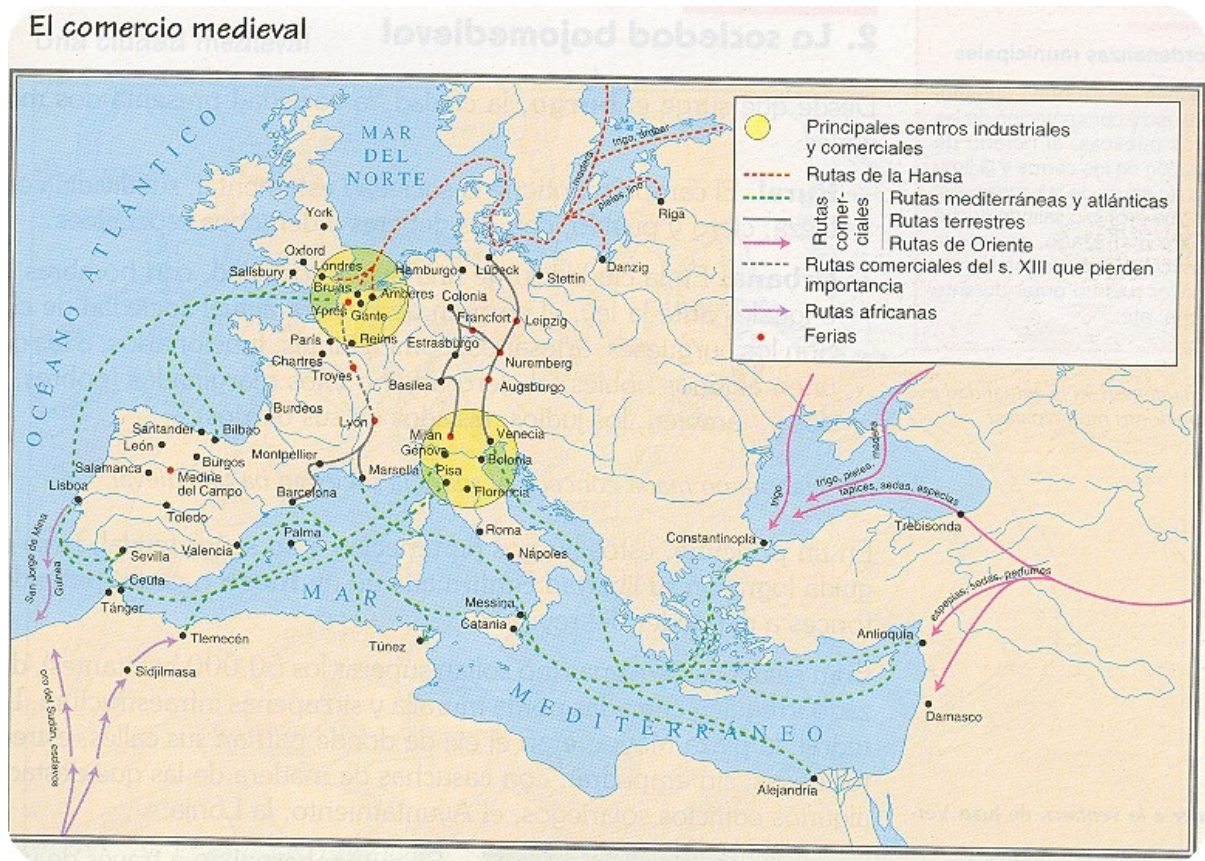 El comercio medieval
2. La sociedad bajomedieval
ordenanzas municipales
Principales centros industriales
y comerciales
Rutas de la Hansa
Rutas
comer-
ciales
Rutas mediterráneas y atlánticas
Rutas terrestres
Rutas de Oriente
Rutas comerciales del s. XIII que pierden
importancia
Rutas africanas
Ferias
OCÉANO ATLÁNTICO
MAR
DEL
NORTE
madera
trigo, ámbar
pieles, lino
Riga
York
Oxford
Londres
Salisbury
Hamburgo
Lübeck
Stettin
Danzig
Brujas
Amberes
Ypres
Gante
Colonia
Francfort
Leipzig
París
Reims
Estrasburgo
Chartres
Troyes
Nuremberg
Basilea
Augsburgo
Burdeos
Lyon
Milán
Venecia
Santander
Bilbao
León
Burgos
Montpellier
Génova
Bolonia
Salamanca
Medina
del Campo
Marsella
Pisa
Florencia
Lisboa
Barcelona
Toledo
Roma
Palma
Valencia
Sevilla
Nápoles
San Jorge de Mina
Guinea
Ceuta
Tánger
MAR
MEDITERRÁNEO
Messina
Catania
Túnez
Tlemecén
Sidjilmasa
oro del Sudán, esclavos
trigo
trigo, pieles,
madera
tapices, sedas, especias
Trebisonda
Constantinopla
especias, sedas, perfumes
Antioquía
Damasco
Alejandría